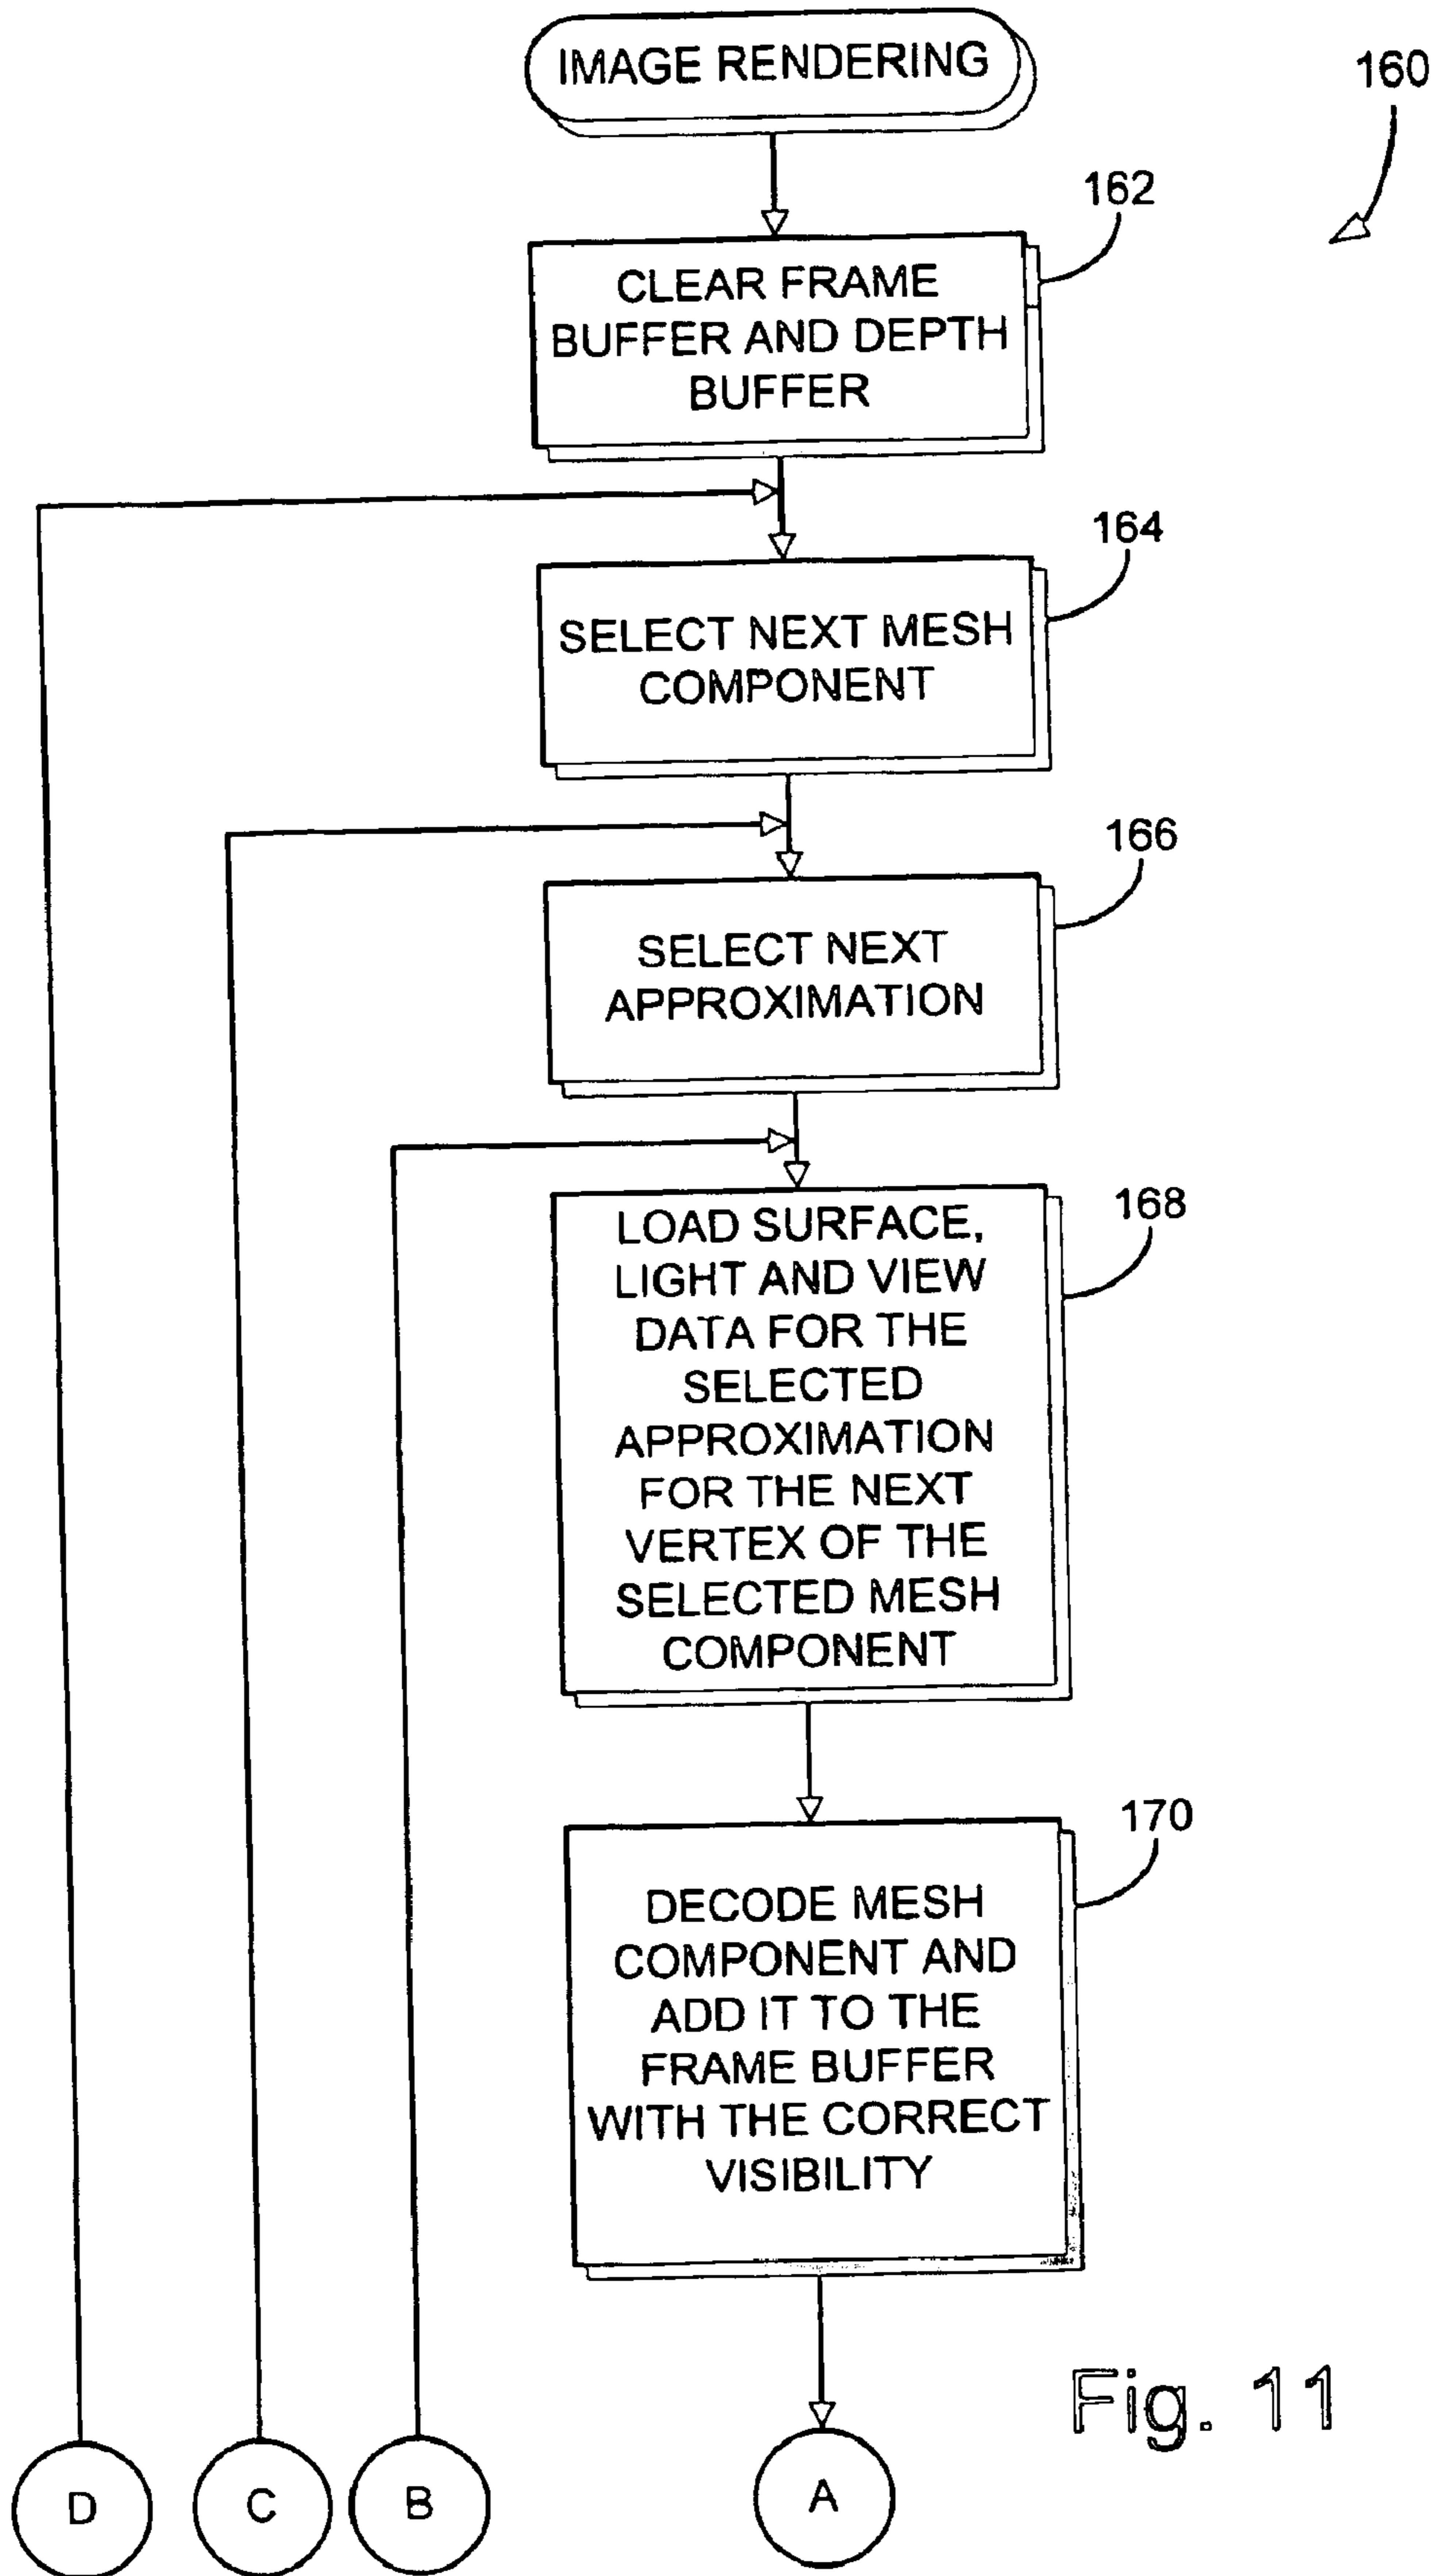 IMAGE RENDERING
160
162
CLEAR FRAME
BUFFER AND DEPTH
BUFFER
164
SELECT NEXT MESH
COMPONENT
166
SELECT NEXT
APPROXIMATION
168
LOAD SURFACE,
LIGHT AND VIEW
DATA FOR THE
SELECTED
APPROXIMATION
FOR THE NEXT
VERTEX OF THE
SELECTED MESH
COMPONENT
170
DECODE MESH
COMPONENT AND
ADD IT TO THE
FRAME BUFFER
WITH THE CORRECT
VISIBILITY
Fig. 11
D
C
B
A